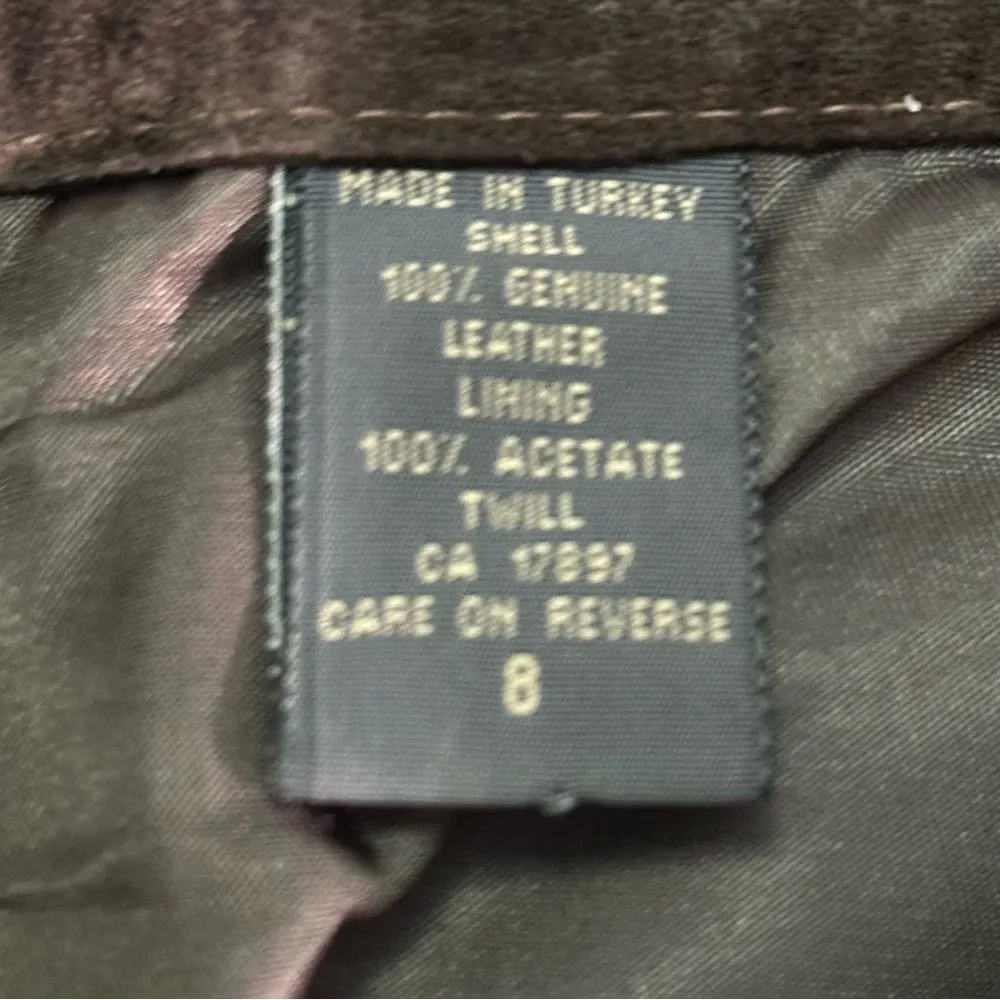 MADE IN TURKEY
SHELL
100% GENUINE
LEATHER
LINING
100% ACETATE
TWILL
CA 17897
CARE ON REVERSE
8